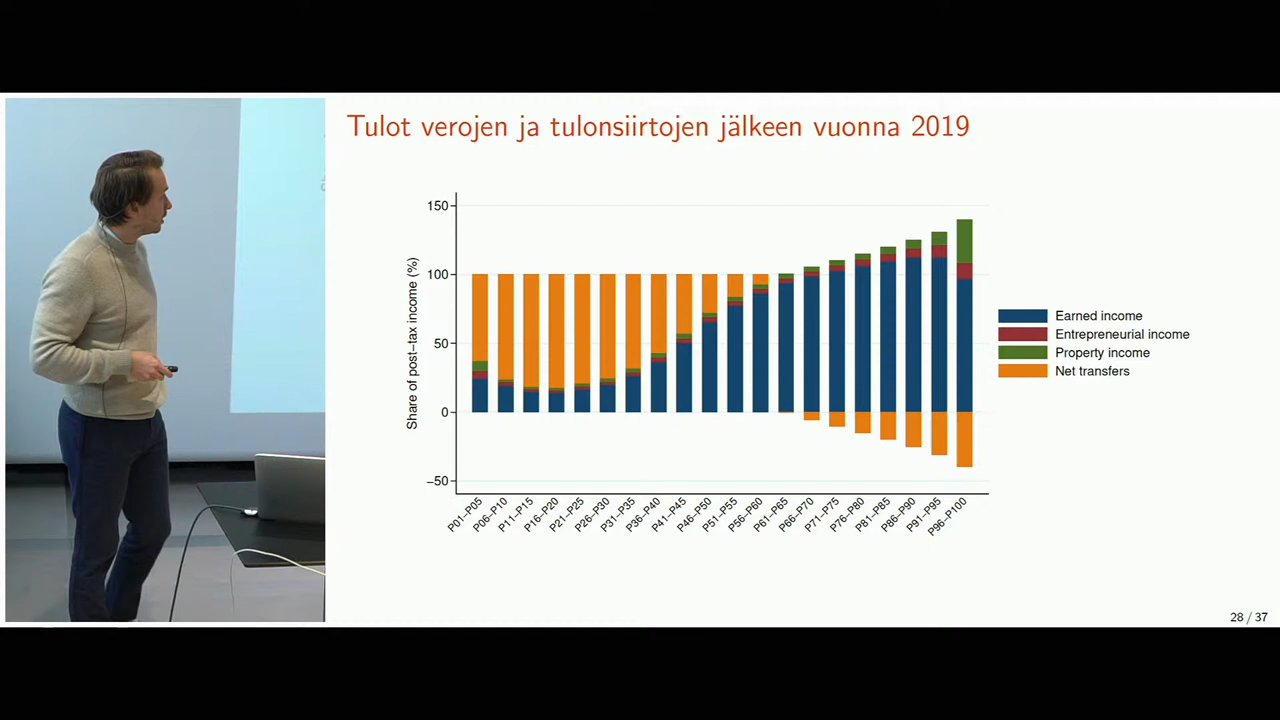 Tulot verojen ja tulonsiirtojen jälkeen vuonna 2019
Share of post−tax income (%)
150
100
50
0
−50
P01−P05
P06−P10
P11−P15
P16−P20
P21−P25
P26−P30
P31−P35
P36−P40
P41−P45
P46−P50
P51−P55
P56−P60
P61−P65
P66−P70
P71−P75
P76−P80
P81−P85
P86−P90
P91−P95
P96−P100
Earned income
Entrepreneurial income
Property income
Net transfers
28 / 37